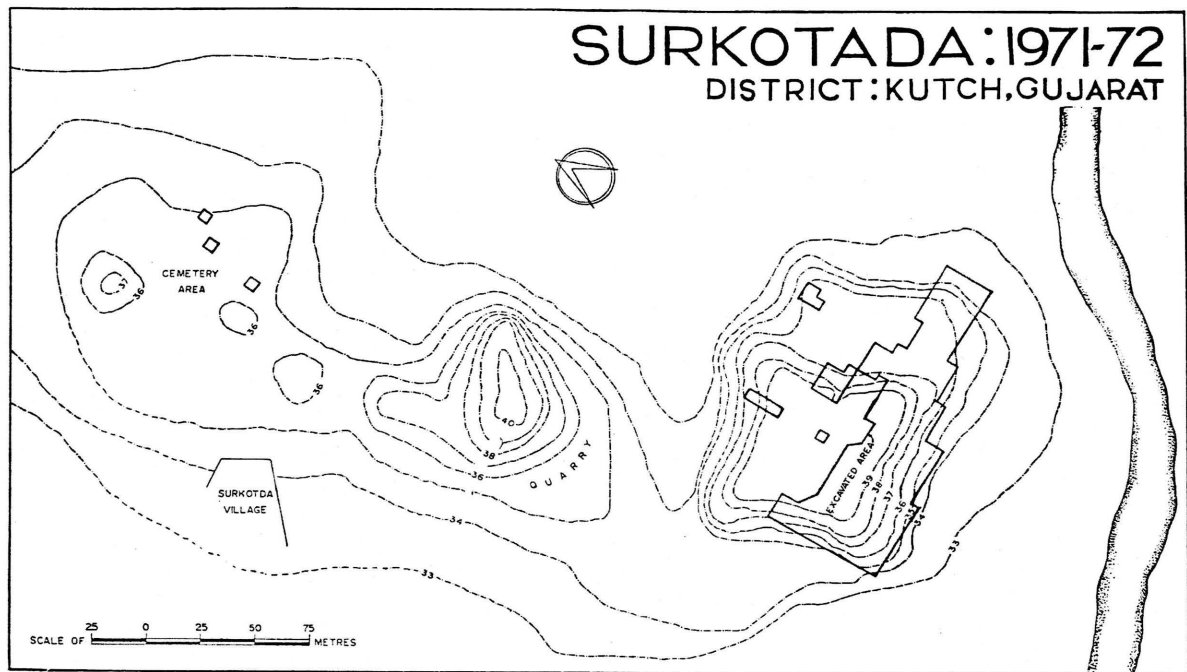 SURKOTADA:1971-72
DISTRICT:KUTCH,GUJARAT
CEMETERY
AREA
37
36
36
36
40
38
36
QUARRY
SURKOTDA
VILLAGE
34
33
EXCAVATED AREA
39
38
37
36
35
34
33
SCALE OF 25 0 25 50 75 METRES